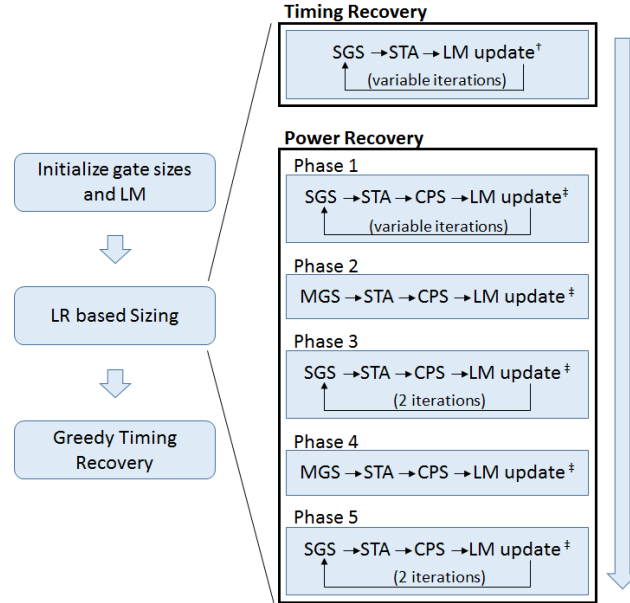 Timing Recovery
SGS → STA → LM update†
(variable iterations)
Power Recovery
Phase 1
SGS → STA → CPS → LM update‡
(variable iterations)
Phase 2
MGS → STA → CPS → LM update‡
Phase 3
SGS → STA → CPS → LM update‡
(2 iterations)
Phase 4
MGS → STA → CPS → LM update‡
Phase 5
SGS → STA → CPS → LM update‡
(2 iterations)
Initialize gate sizes
and LM
LR based Sizing
Greedy Timing
Recovery